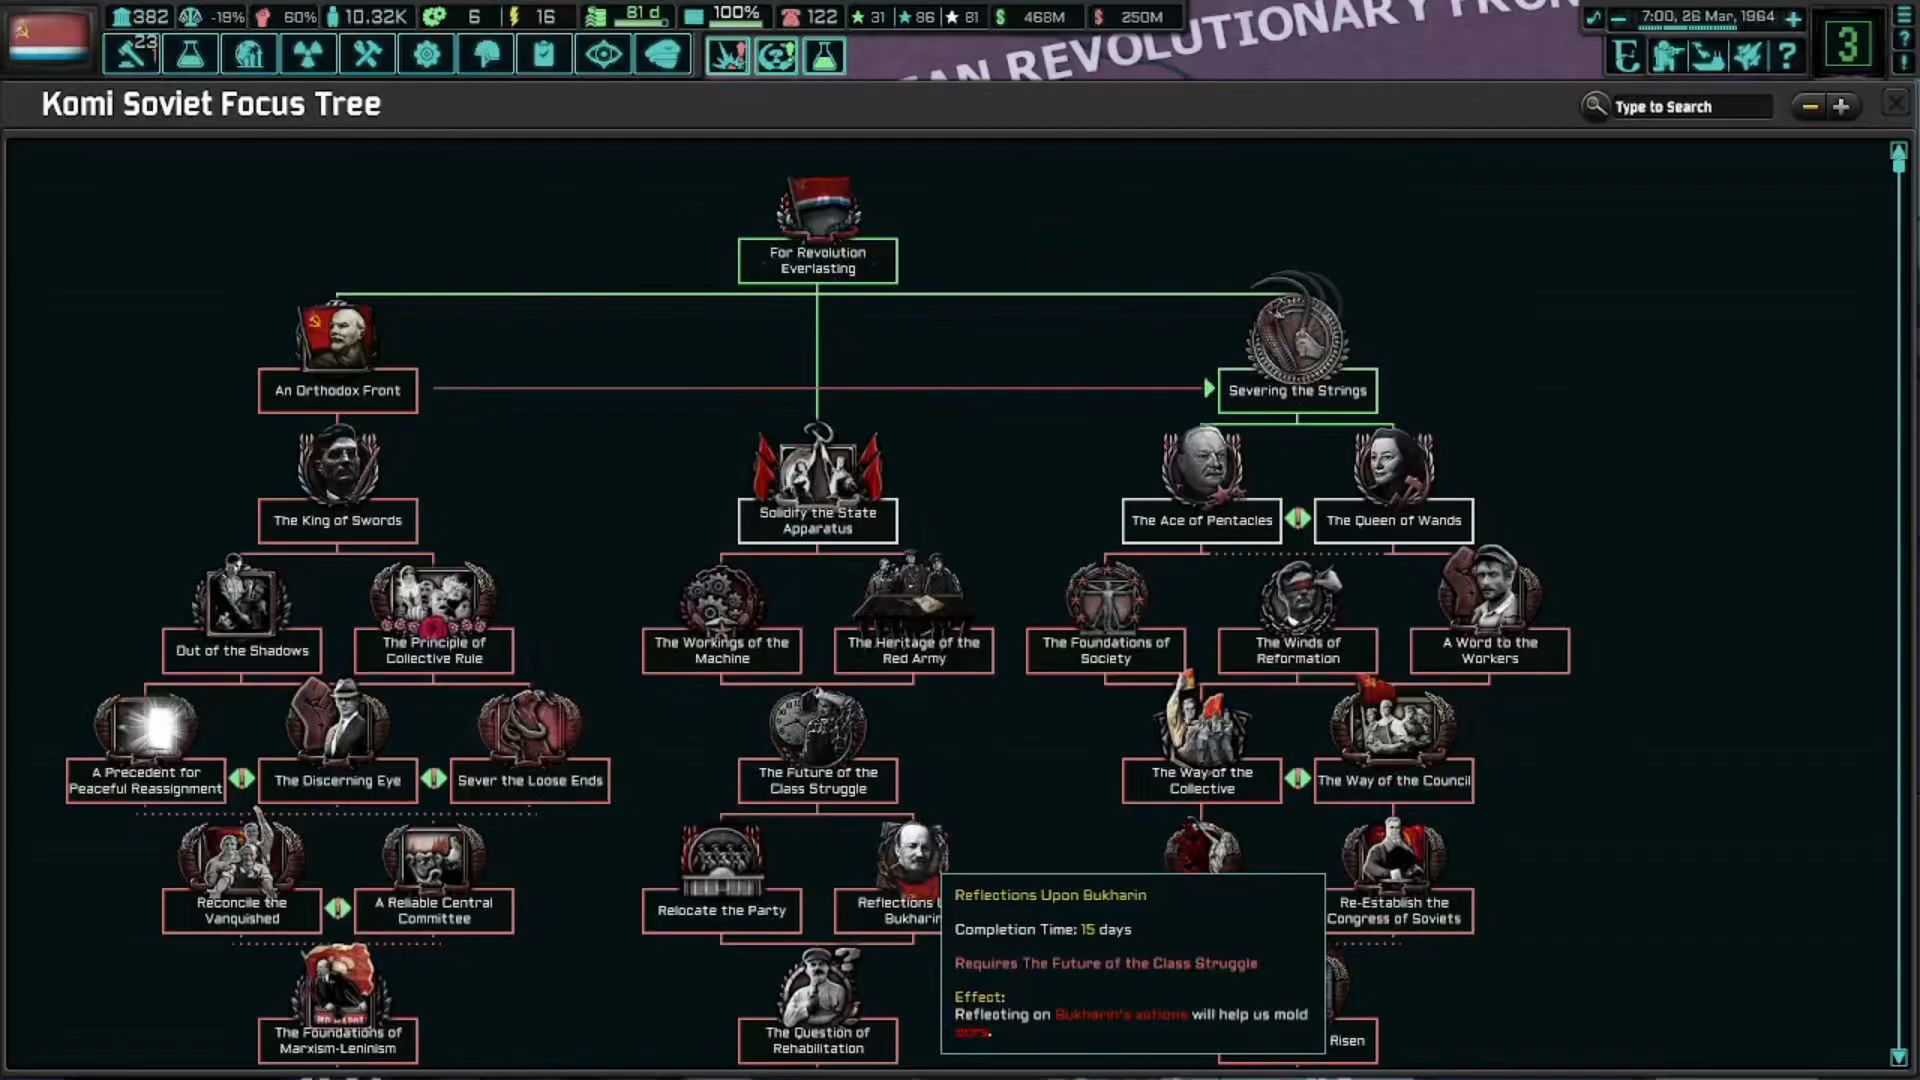 382
-19%
60%
10.32K
6
16
81 d
100%
122
31
86
81
468M
250M
AN REVOLUTIONARY FRON
7:00, 26 Mar, 1964
3
23
Komi Soviet Focus Tree
Type to Search
For Revolution
Everlasting
An Orthodox Front
Severing the Strings
The King of Swords
Solidify the State
Apparatus
The Ace of Pentacles
The Queen of Wands
Out of the Shadows
The Principle of
Collective Rule
The Workings of the
Machine
The Heritage of the
Red Army
The Foundations of
Society
The Winds of
Reformation
A Word to the
Workers
A Precedent for
Peaceful Reassignment
The Discerning Eye
Sever the Loose Ends
The Future of the
Class Struggle
The Way of the
Collective
The Way of the Council
Reconcile the
Vanquished
A Reliable Central
Committee
Relocate the Party
Reflections U
Bukharin
Re-Establish the
Congress of Soviets
Reflections Upon Bukharin
Completion Time: 15 days
Requires The Future of the Class Struggle
Effect:
Reflecting on Bukharin's actions will help us mold
ours.
The Foundations of
Marxism-Leninism
The Question of
Rehabilitation
Risen